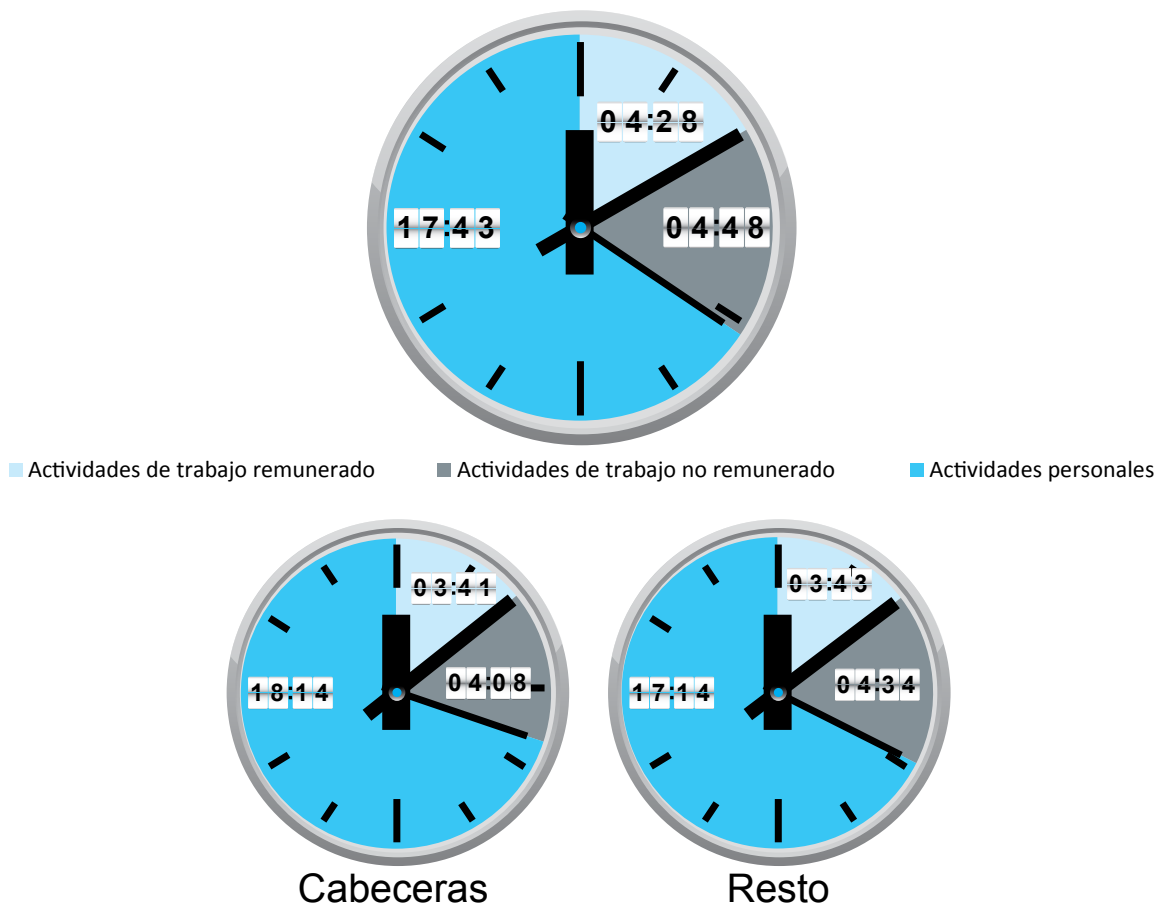 04:28
17:43
04:48
Actividades de trabajo remunerado
Actividades de trabajo no remunerado
Actividades personales
03:41
04:08
18:14
Cabeceras
03:43
04:34
17:14
Resto